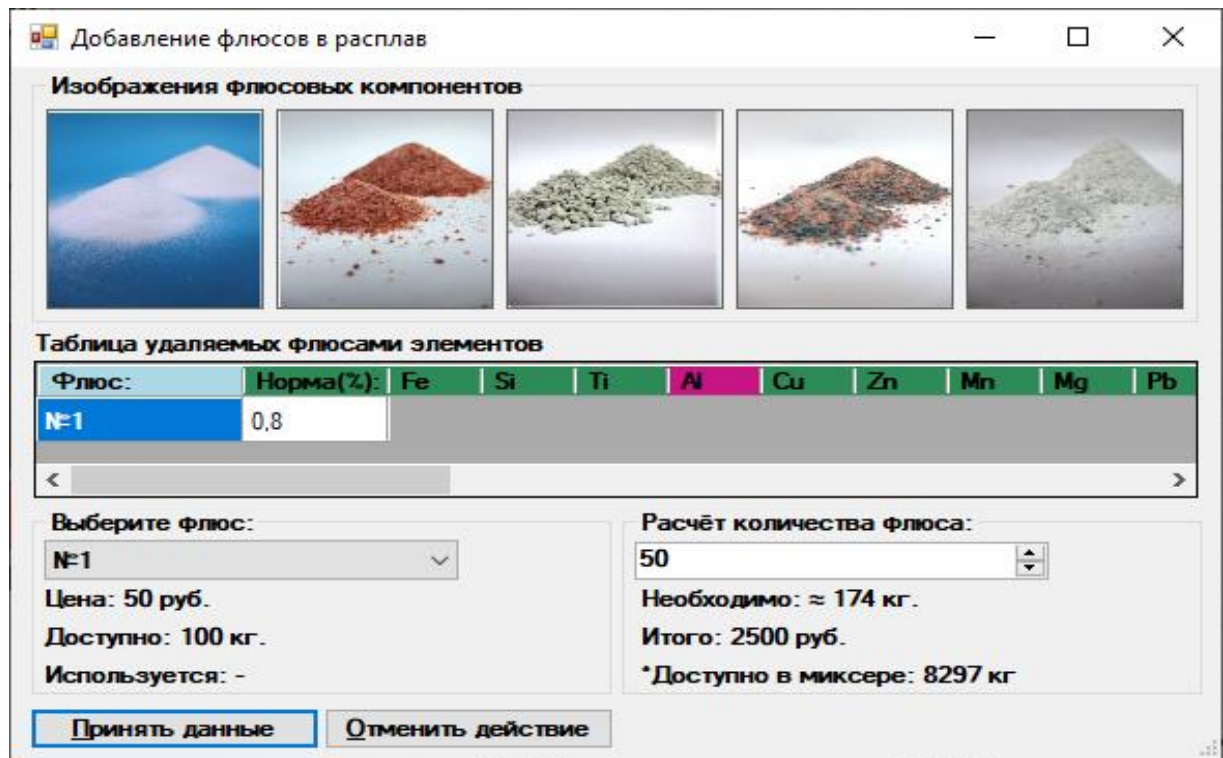 Добавление флюсов в расплав
Изображения флюсовых компонентов
Таблица удаляемых флюсами элементов
Флюс: Норма(%): Fe Si Ti Al Cu Zn Mn Mg Pb
№1 0,8
Выберите флюс: Расчёт количества флюса:
№1 50
Цена: 50 руб. Необходимо: ≈ 174 кг.
Доступно: 100 кг. Итого: 2500 руб.
Используется: - *Доступно в миксере: 8297 кг
Принять данные Отменить действие